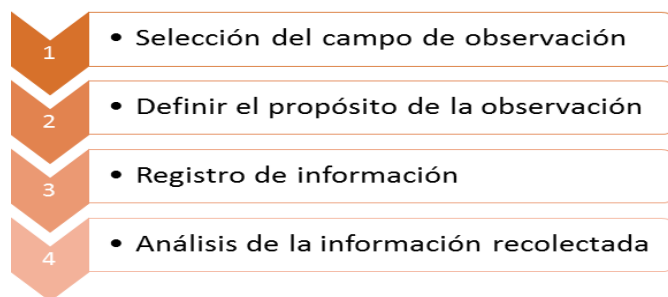 1
• Selección del campo de observación
2
• Definir el propósito de la observación
3
• Registro de información
4
• Análisis de la información recolectada